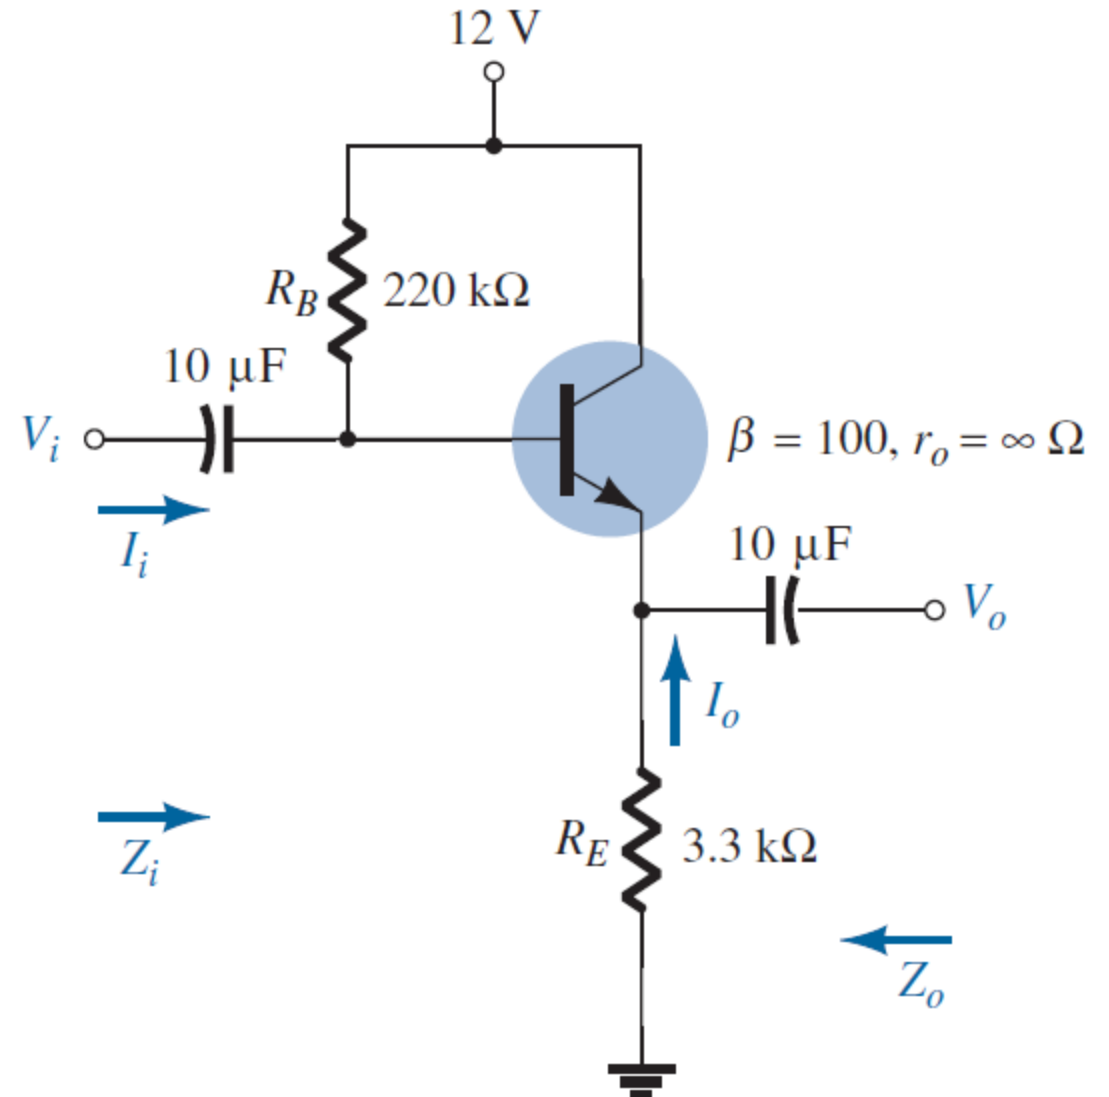 12 V
R_B 220 kΩ
10 μF
V_i
β = 100, r_o = ∞ Ω
I_i
10 μF
V_o
I_o
R_E 3.3 kΩ
Z_i
Z_o